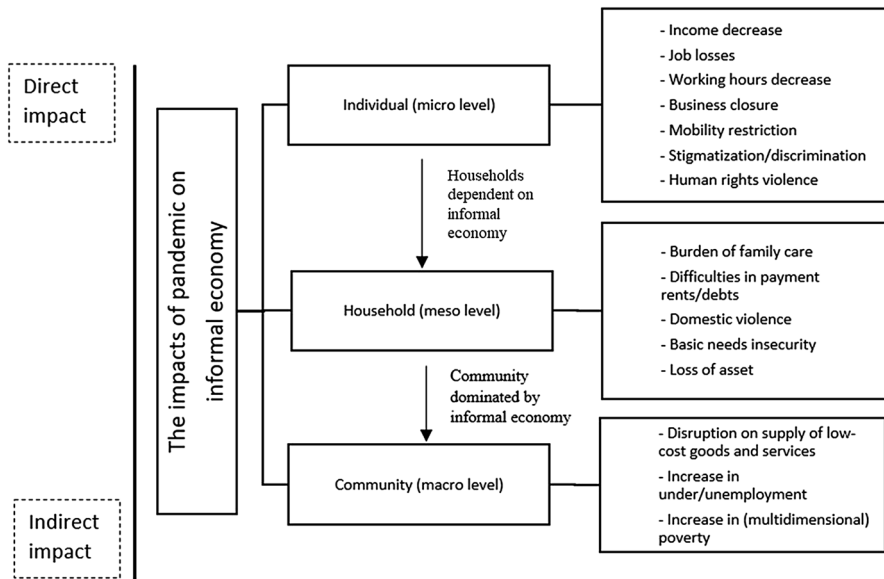 Direct
impact
The impacts of pandemic on
informal economy
Individual (micro level)
- Income decrease
- Job losses
- Working hours decrease
- Business closure
- Mobility restriction
- Stigmatization/discrimination
- Human rights violence
Households
dependent on
informal
economy
Household (meso level)
- Burden of family care
- Difficulties in payment
rents/debts
- Domestic violence
- Basic needs insecurity
- Loss of asset
Community
dominated by
informal economy
Community (macro level)
- Disruption on supply of low-
cost goods and services
- Increase in
under/unemployment
- Increase in (multidimensional)
poverty
Indirect
impact